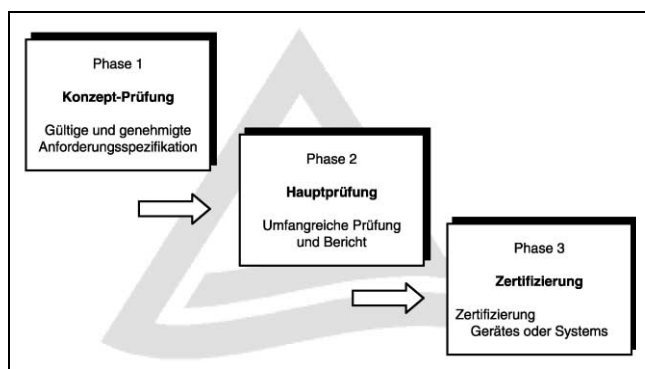 Phase 1
Konzept-Prüfung
Gültige und genehmigte
Anforderungsspezifikation
Phase 2
Hauptprüfung
Umfangreiche Prüfung
und Bericht
Phase 3
Zertifizierung
Zertifizierung
Gerätes oder Systems